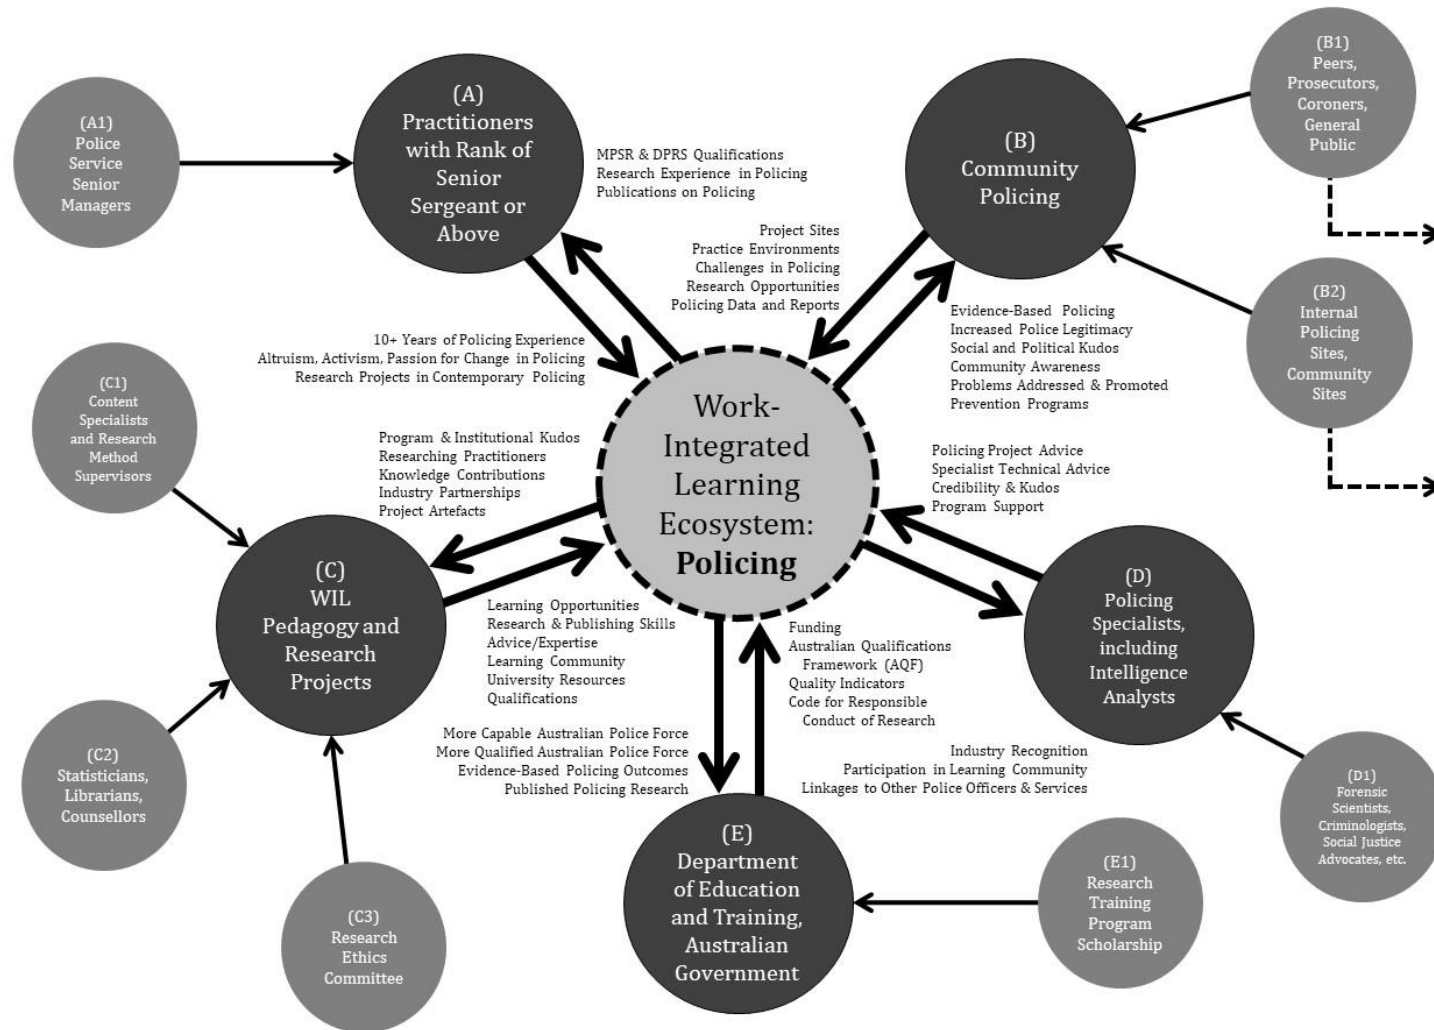 (A1)
Police
Service
Senior
Managers
(A)
Practitioners
with Rank of
Senior
Sergeant or
Above
MPSR & DPRS Qualifications
Research Experience in Policing
Publications on Policing
(B)
Community
Policing
(B1)
Peers,
Prosecutors,
Coroners,
General
Public
Project Sites
Practice Environments
Challenges in Policing
Research Opportunities
Policing Data and Reports
(B2)
Internal
Policing
Sites,
Community
Sites
10+ Years of Policing Experience
Altruism, Activism, Passion for Change in Policing
Research Projects in Contemporary Policing
Evidence-Based Policing
Increased Police Legitimacy
Social and Political Kudos
Community Awareness
Problems Addressed & Promoted
Prevention Programs
(C1)
Content
Specialists
and Research
Method
Supervisors
Work-
Integrated
Learning
Ecosystem:
Policing
Program & Institutional Kudos
Researching Practitioners
Knowledge Contributions
Industry Partnerships
Project Artefacts
Policing Project Advice
Specialist Technical Advice
Credibility & Kudos
Program Support
(C)
WIL
Pedagogy and
Research
Projects
Learning Opportunities
Research & Publishing Skills
Advice/Expertise
Learning Community
University Resources
Qualifications
Funding
Australian Qualifications
Framework (AQF)
Quality Indicators
Code for Responsible
Conduct of Research
(D)
Policing
Specialists,
including
Intelligence
Analysts
(C2)
Statisticians,
Librarians,
Counsellors
More Capable Australian Police Force
More Qualified Australian Police Force
Evidence-Based Policing Outcomes
Published Policing Research
Industry Recognition
Participation in Learning Community
Linkages to Other Police Officers & Services
(D1)
Forensic
Scientists,
Criminologists,
Social Justice
Advocates, etc.
(C3)
Research
Ethics
Committee
(E)
Department
of Education
and Training,
Australian
Government
(E1)
Research
Training
Program
Scholarship